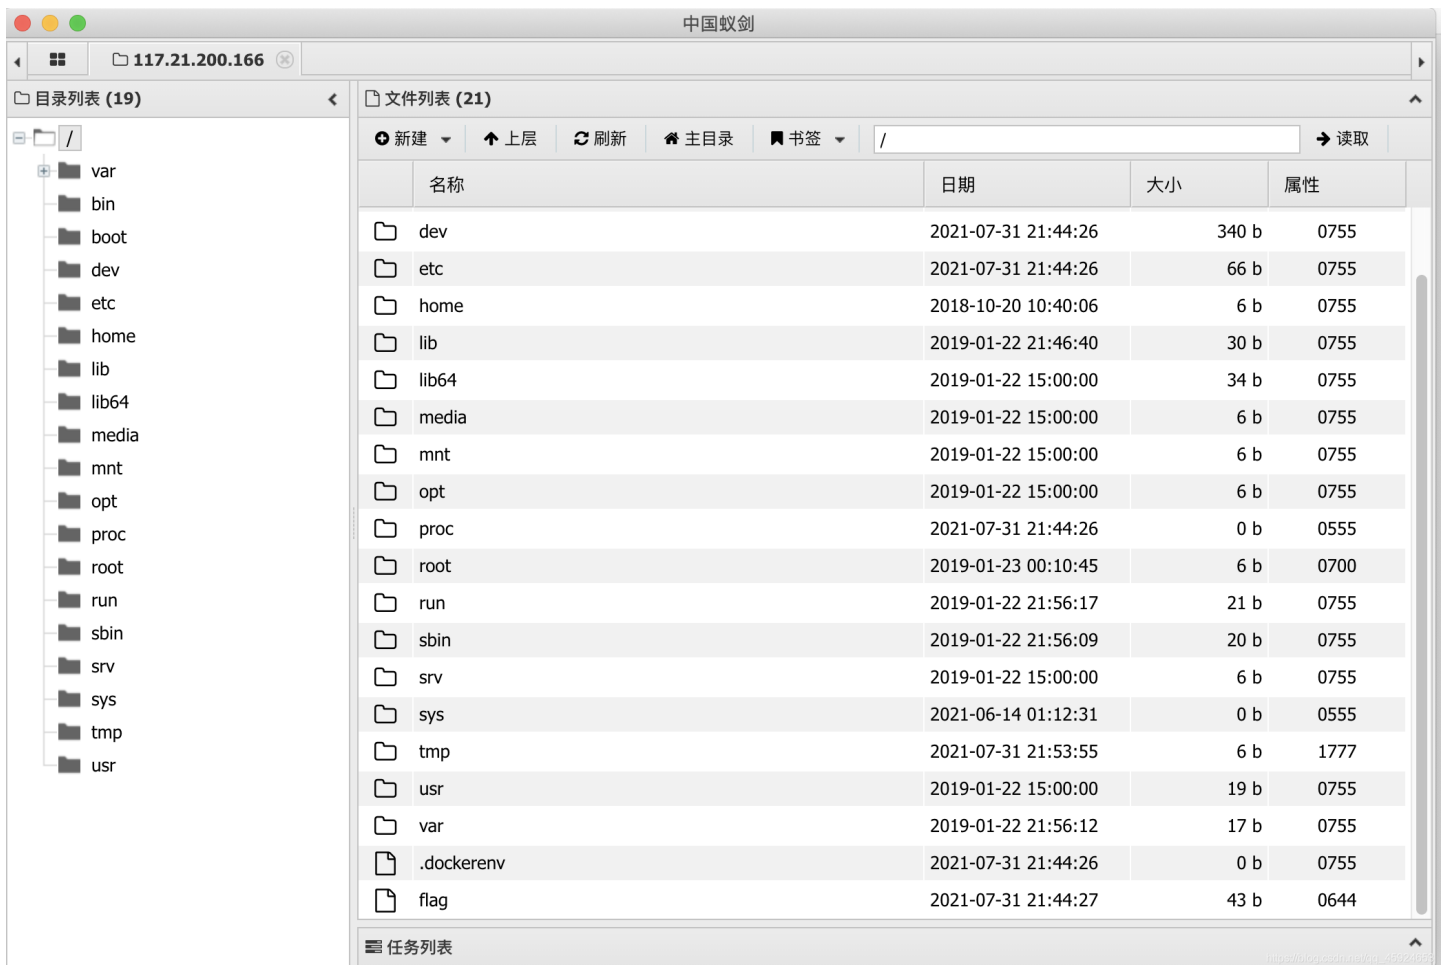 中国蚁剑
117.21.200.166
目录列表 (19)
/
var
bin
boot
dev
etc
home
lib
lib64
media
mnt
opt
proc
root
run
sbin
srv
sys
tmp
usr
文件列表 (21)
新建 上层 刷新 主目录 书签 / 读取
名称 日期 大小 属性
dev 2021-07-31 21:44:26 340 b 0755
etc 2021-07-31 21:44:26 66 b 0755
home 2018-10-20 10:40:06 6 b 0755
lib 2019-01-22 21:46:40 30 b 0755
lib64 2019-01-22 15:00:00 34 b 0755
media 2019-01-22 15:00:00 6 b 0755
mnt 2019-01-22 15:00:00 6 b 0755
opt 2019-01-22 15:00:00 6 b 0755
proc 2021-07-31 21:44:26 0 b 0555
root 2019-01-23 00:10:45 6 b 0700
run 2019-01-22 21:56:17 21 b 0755
sbin 2019-01-22 21:56:09 20 b 0755
srv 2019-01-22 15:00:00 6 b 0755
sys 2021-06-14 01:12:31 0 b 0555
tmp 2021-07-31 21:53:55 6 b 1777
usr 2019-01-22 15:00:00 19 b 0755
var 2019-01-22 21:56:12 17 b 0755
.dockerenv 2021-07-31 21:44:26 0 b 0755
flag 2021-07-31 21:44:27 43 b 0644
任务列表